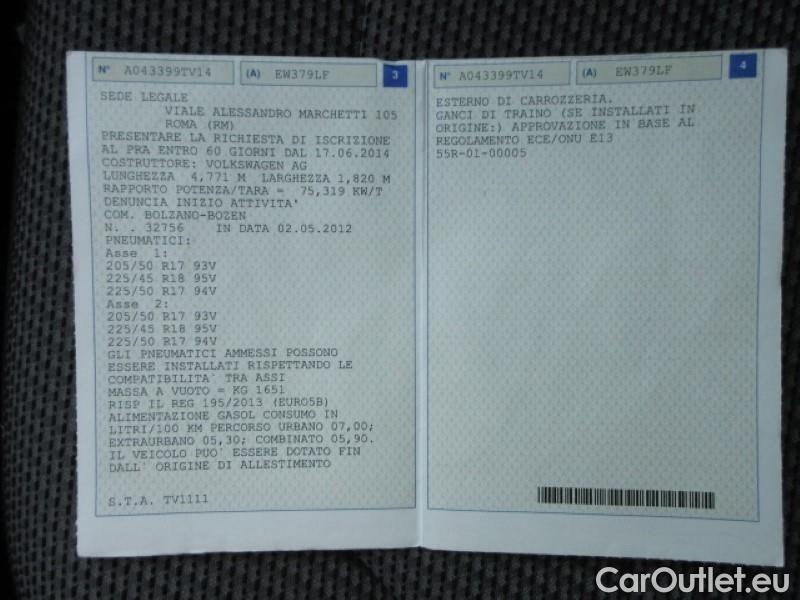 N° A043399TV14 (A) EW379LF 3
SEDE LEGALE
VIALE ALESSANDRO MARCHETTI 105
ROMA (RM)
PRESENTARE LA RICHIESTA DI ISCRIZIONE
AL PRA ENTRO 60 GIORNI DAL 17.06.2014
COSTRUTTORE: VOLKSWAGEN AG
LUNGHEZZA 4,771 M LARGHEZZA 1,820 M
RAPPORTO POTENZA/TARA = 75,319 KW/T
DENUNCIA INIZIO ATTIVITA'
COM. BOLZANO-BOZEN
N. . 32756 IN DATA 02.05.2012
PNEUMATICI:
Asse 1:
205/50 R17 93V
225/45 R18 95V
225/50 R17 94V
Asse 2:
205/50 R17 93V
225/45 R18 95V
225/50 R17 94V
GLI PNEUMATICI AMMESSI POSSONO
ESSERE INSTALLATI RISPETTANDO LE
COMPATIBILITA` TRA ASSI
MASSA A VUOTO = KG 1651
RISP IL REG 195/2013 (EURO5B)
ALIMENTAZIONE GASOL CONSUMO IN
LITRI/100 KM PERCORSO URBANO 07,00;
EXTRAURBANO 05,30; COMBINATO 05,90.
IL VEICOLO PUO` ESSERE DOTATO FIN
DALL` ORIGINE DI ALLESTIMENTO
S.T.A. TV1111
N° A043399TV14 (A) EW379LF 4
ESTERNO DI CARROZZERIA.
GANCI DI TRAINO (SE INSTALLATI IN
ORIGINE:) APPROVAZIONE IN BASE AL
REGOLAMENTO ECE/ONU E13
55R-01-00005
CarOutlet.eu